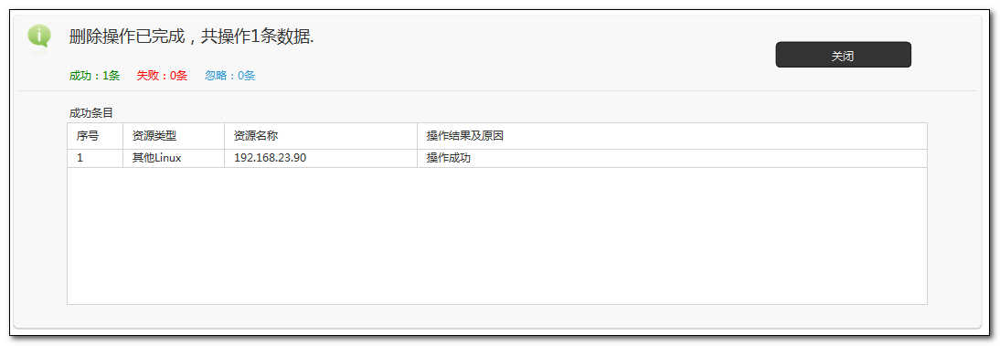 删除操作已完成，共操作1条数据.
关闭
成功：1条 失败：0条 忽略：0条
成功条目
序号 资源类型 资源名称 操作结果及原因
1 其他Linux 192.168.23.90 操作成功